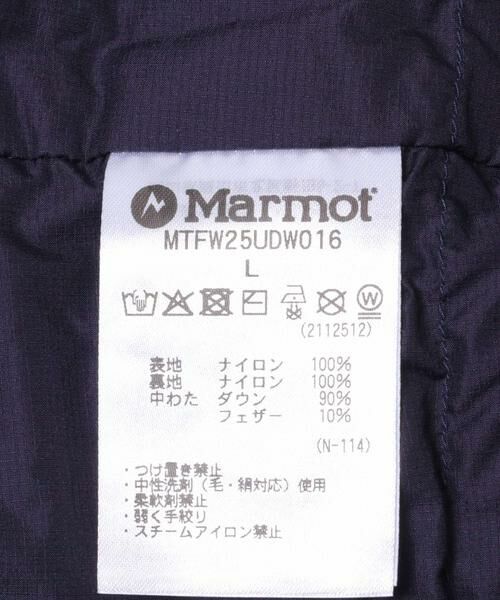 Marmot
MTFW25UDW016
L
W
(2112512)
表地 ナイロン 100%
裏地 ナイロン 100%
中わた ダウン 90%
フェザー 10%
(N-114)
・つけ置き禁止
・中性洗剤（毛・絹対応）使用
・柔軟剤禁止
・弱く手絞り
・スチームアイロン禁止